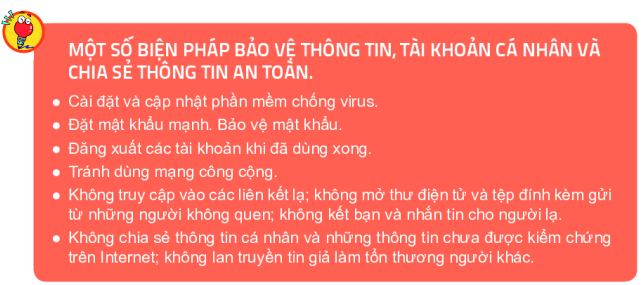 MỘT SỐ BIỆN PHÁP BẢO VỆ THÔNG TIN, TÀI KHOẢN CÁ NHÂN VÀ
CHIA SẺ THÔNG TIN AN TOÀN.
• Cài đặt và cập nhật phần mềm chống virus.
• Đặt mật khẩu mạnh. Bảo vệ mật khẩu.
• Đăng xuất các tài khoản khi đã dùng xong.
• Tránh dùng mạng công cộng.
• Không truy cập vào các liên kết lạ; không mở thư điện tử và tệp đính kèm gửi
từ những người không quen; không kết bạn và nhắn tin cho người lạ.
• Không chia sẻ thông tin cá nhân và những thông tin chưa được kiểm chứng
trên Internet; không lan truyền tin giả làm tổn thương người khác.